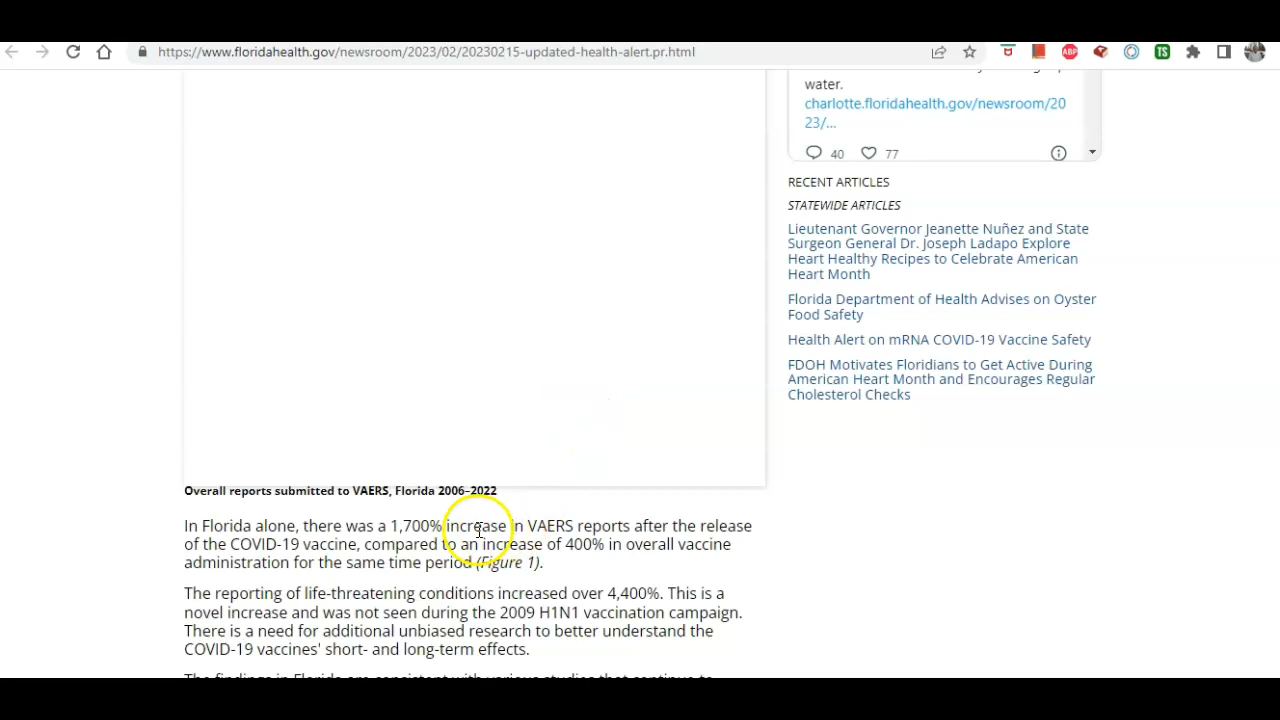 https://www.floridahealth.gov/newsroom/2023/02/20230215-updated-health-alert.pr.html
ABP
TS
water.
charlotte.floridahealth.gov/newsroom/20
23/...
40 77
RECENT ARTICLES
STATEWIDE ARTICLES
Lieutenant Governor Jeanette Nuñez and State
Surgeon General Dr. Joseph Ladapo Explore
Heart Healthy Recipes to Celebrate American
Heart Month
Florida Department of Health Advises on Oyster
Food Safety
Health Alert on mRNA COVID-19 Vaccine Safety
FDOH Motivates Floridians to Get Active During
American Heart Month and Encourages Regular
Cholesterol Checks
Overall reports submitted to VAERS, Florida 2006–2022
In Florida alone, there was a 1,700% increase in VAERS reports after the release
of the COVID-19 vaccine, compared to an increase of 400% in overall vaccine
administration for the same time period (Figure 1).
The reporting of life-threatening conditions increased over 4,400%. This is a
novel increase and was not seen during the 2009 H1N1 vaccination campaign.
There is a need for additional unbiased research to better understand the
COVID-19 vaccines' short- and long-term effects.